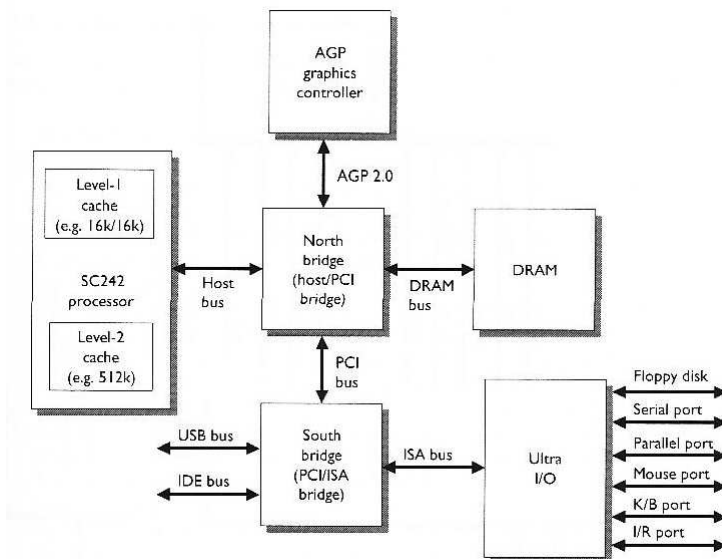 AGP
graphics
controller
AGP 2.0
Level-1
cache
(e.g. 16k/16k)
SC242
processor
Level-2
cache
(e.g. 512k)
Host
bus
North
bridge
(host/PCI
bridge)
DRAM
bus
DRAM
PCI
bus
USB bus
IDE bus
South
bridge
(PCI/ISA
bridge)
ISA bus
Ultra
I/O
Floppy disk
Serial port
Parallel port
Mouse port
K/B port
I/R port